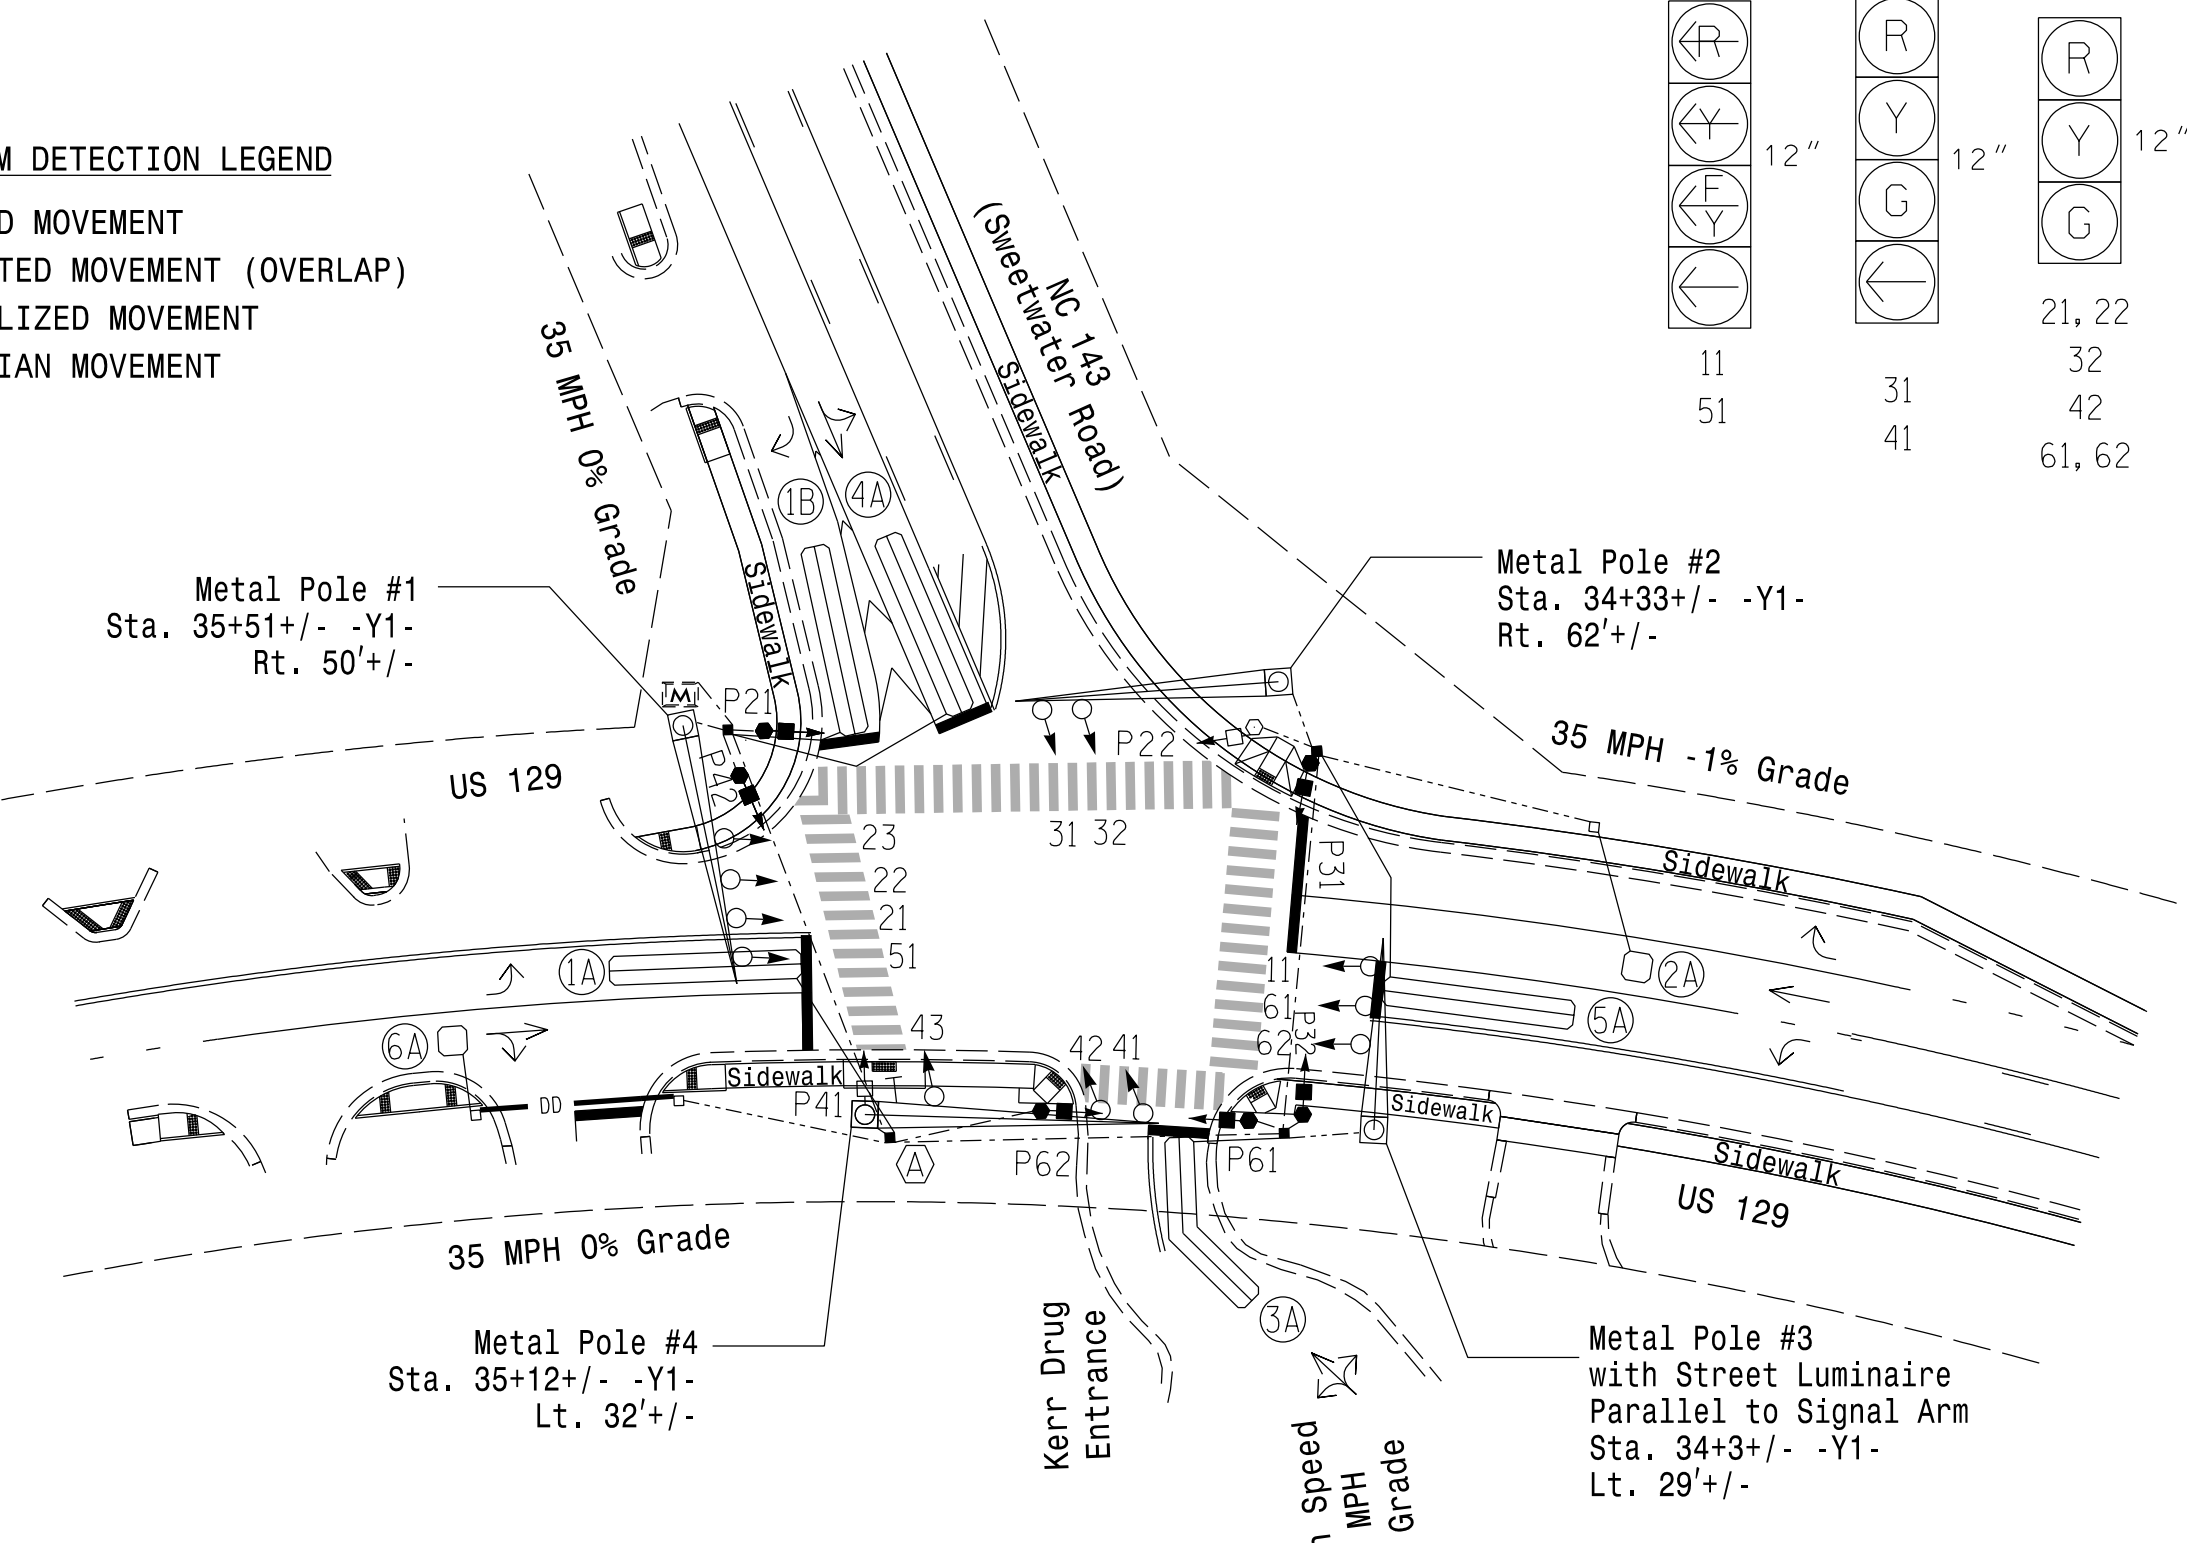 M DETECTION LEGEND
D MOVEMENT
TED MOVEMENT (OVERLAP)
LIZED MOVEMENT
IAN MOVEMENT
R
Y
F
Y
12"
11
51
R
Y
G
12"
31
41
R
Y
G
12"
21, 22
32
42
61, 62
35 MPH 0% Grade
NC 143
(Sweetwater Road)
Sidewalk
1B
4A
Sidewalk
Metal Pole #1
Sta. 35+51+/- -Y1-
Rt. 50'+/-
Metal Pole #2
Sta. 34+33+/- -Y1-
Rt. 62'+/-
M
P21
P42
P22
US 129
35 MPH -1% Grade
23
22
21
51
31
32
P31
Sidewalk
1A
6A
11
61
62
P32
2A
5A
43
42
41
Sidewalk
DD
P41
A
P62
P61
Sidewalk
Sidewalk
US 129
35 MPH 0% Grade
3A
Metal Pole #4
Sta. 35+12+/- -Y1-
Lt. 32'+/-
Kerr Drug
Entrance
n Speed
MPH
Grade
Metal Pole #3
with Street Luminaire
Parallel to Signal Arm
Sta. 34+3+/- -Y1-
Lt. 29'+/-